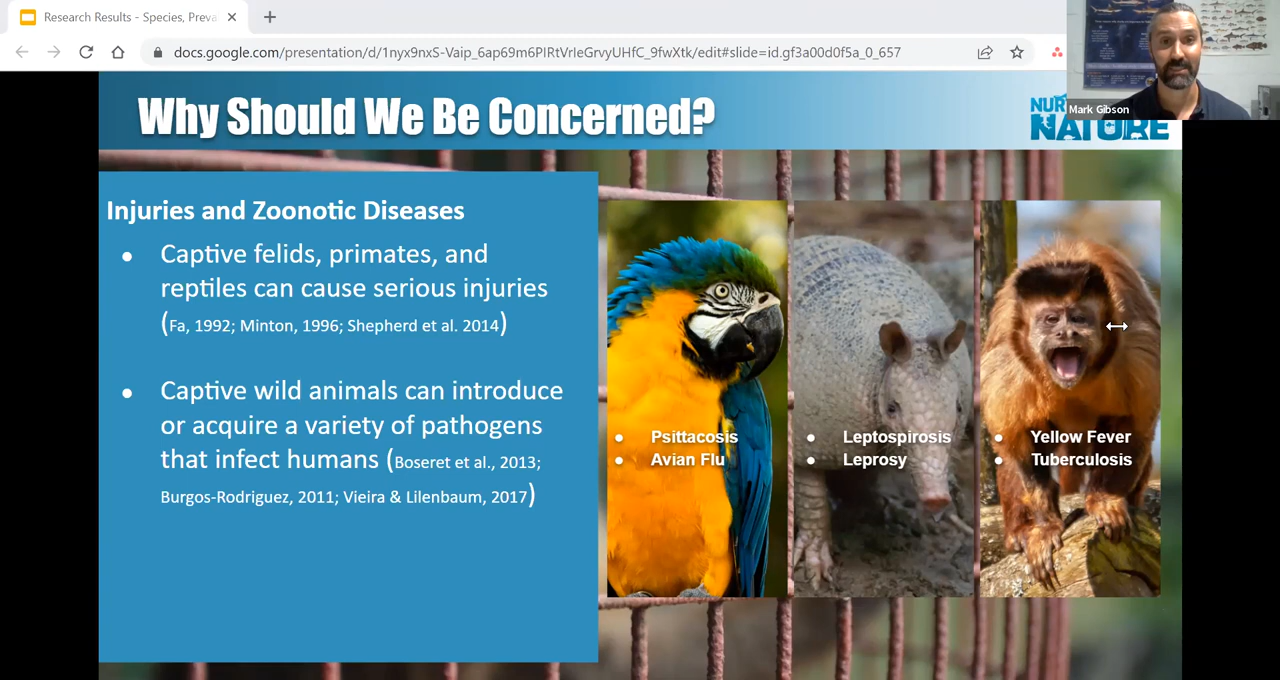 Research Results - Species, Preva
docs.google.com/presentation/d/1nyx9nxS-Vaip_6ap69m6PIRtVrIeGrvyUHfC_9fwXtk/edit#slide=id.gf3a00d0f5a_0_657
Mark Gibson
Why Should We Be Concerned?
NATURE
Injuries and Zoonotic Diseases
• Captive felids, primates, and
reptiles can cause serious injuries
(Fa, 1992; Minton, 1996; Shepherd et al. 2014)
• Captive wild animals can introduce
or acquire a variety of pathogens
that infect humans (Boseret et al., 2013;
Burgos-Rodriguez, 2011; Vieira & Lilenbaum, 2017)
• Psittacosis
• Avian Flu
• Leptospirosis
• Leprosy
• Yellow Fever
• Tuberculosis